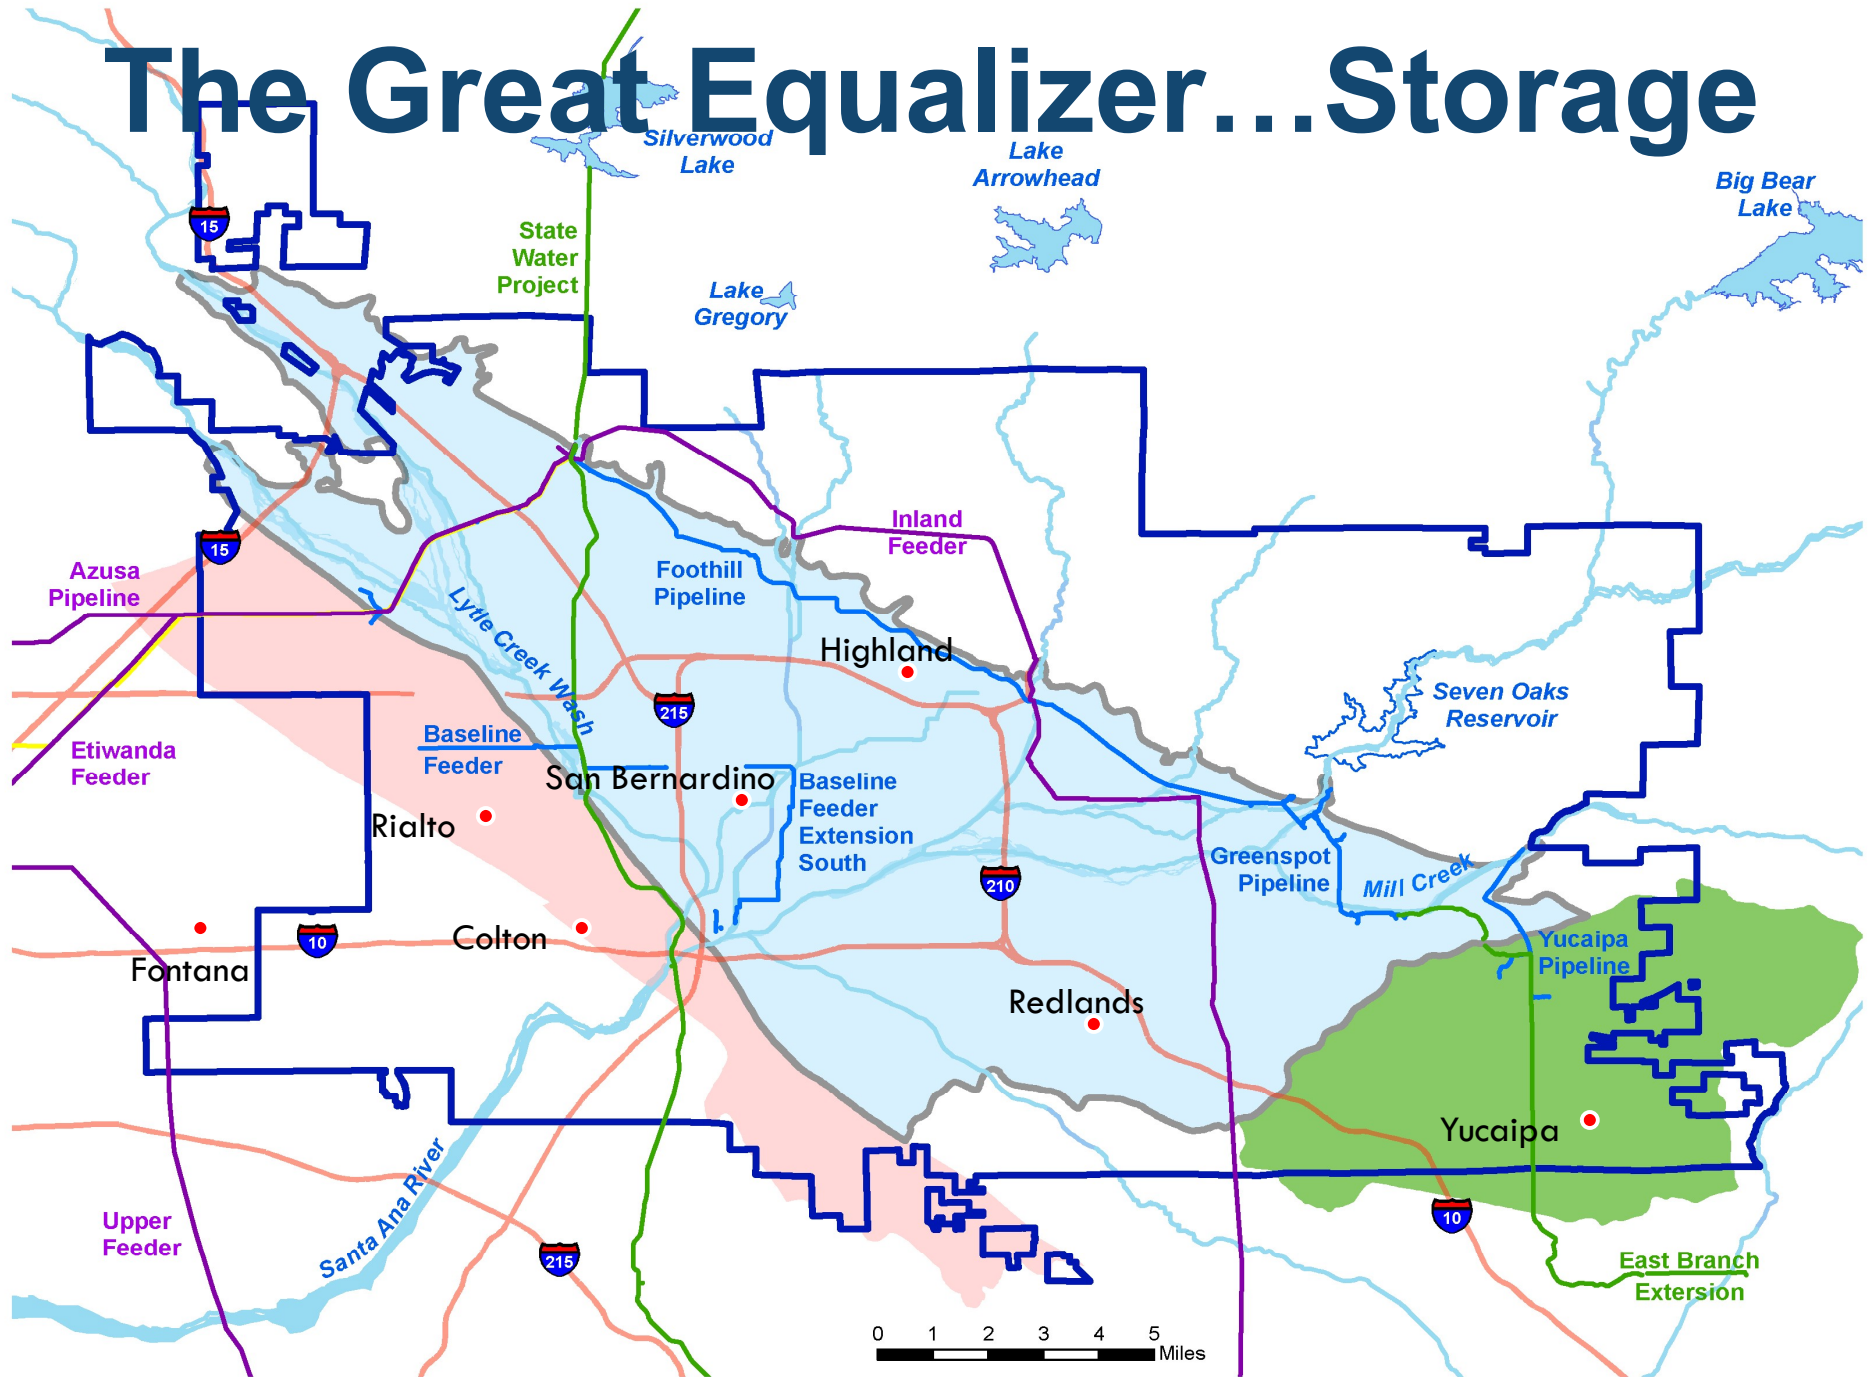 The Great Equalizer...Storage
Silverwood
Lake
Lake
Arrowhead
Big Bear
Lake
15
State
Water
Project
Lake
Gregory
Inland
Feeder
15
Azusa
Pipeline
Foothill
Pipeline
Lytle Creek Wash
Highland
Seven Oaks
Reservoir
215
Baseline
Feeder
Etiwanda
Feeder
San Bernardino
Baseline
Feeder
Extension
South
Rialto
Greenspot
Pipeline
Mill Creek
210
10
Colton
Fontana
Yucaipa
Pipeline
Redlands
Yucaipa
Santa Ana River
Upper
Feeder
10
215
East Branch
Extersion
0 1 2 3 4 5
Miles